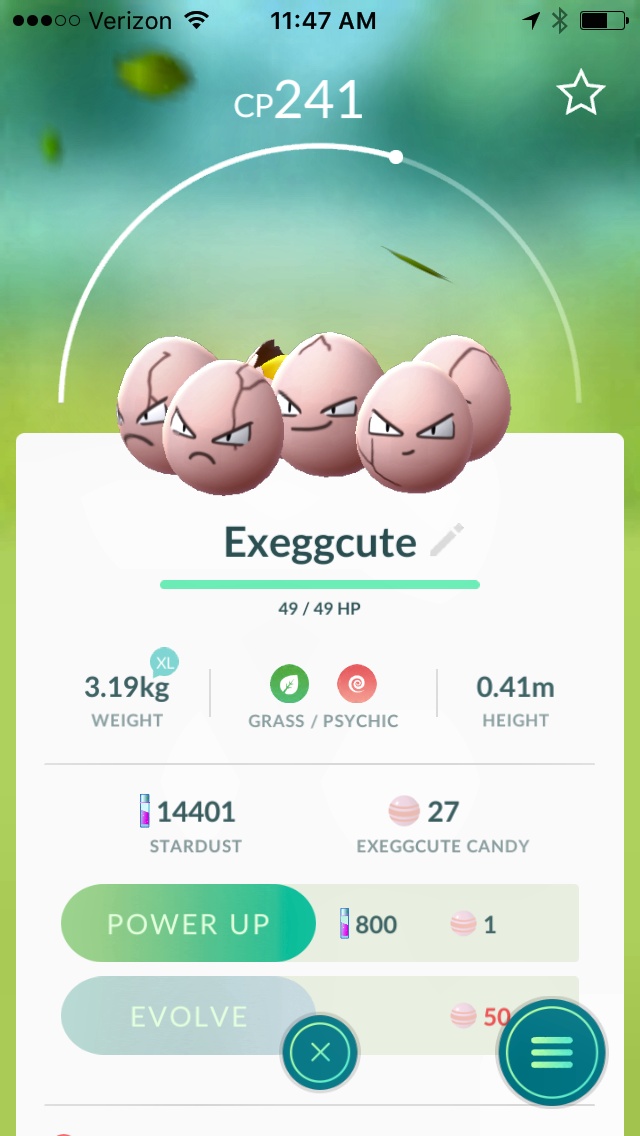 Verizon 11:47 AM
CP241
Exeggcute
49 / 49 HP
XL
3.19kg 0.41m
WEIGHT GRASS / PSYCHIC HEIGHT
14401 27
STARDUST EXEGGCUTE CANDY
POWER UP 800 1
EVOLVE 50